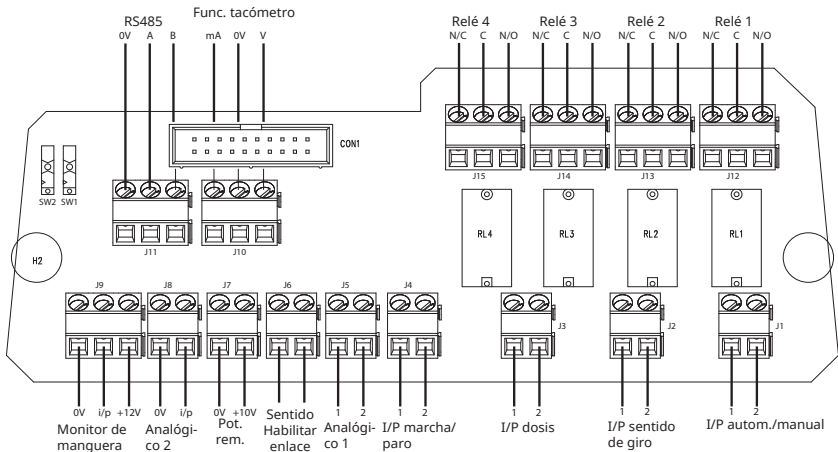 RS485
0V A B
Func. tacómetro
mA 0V V
Relé 4
N/C C N/O
Relé 3
N/C C N/O
Relé 2
N/C C N/O
Relé 1
N/C C N/O
CON1
J15
J14
J13
J12
SW2 SW1
J11
J10
RL4
RL3
RL2
RL1
H2
J9
J8
J7
J6
J5
J4
J3
J2
J1
0V i/p +12V
Monitor de
manguera
0V i/p
Analógi-
co 2
0V +10V
Pot.
rem.
Sentido
Habilitar
enlace
1 2
Analógi-
co 1
1 2
I/P marcha/
paro
1 2
I/P dosis
1 2
I/P sentido
de giro
1 2
I/P autom./manual